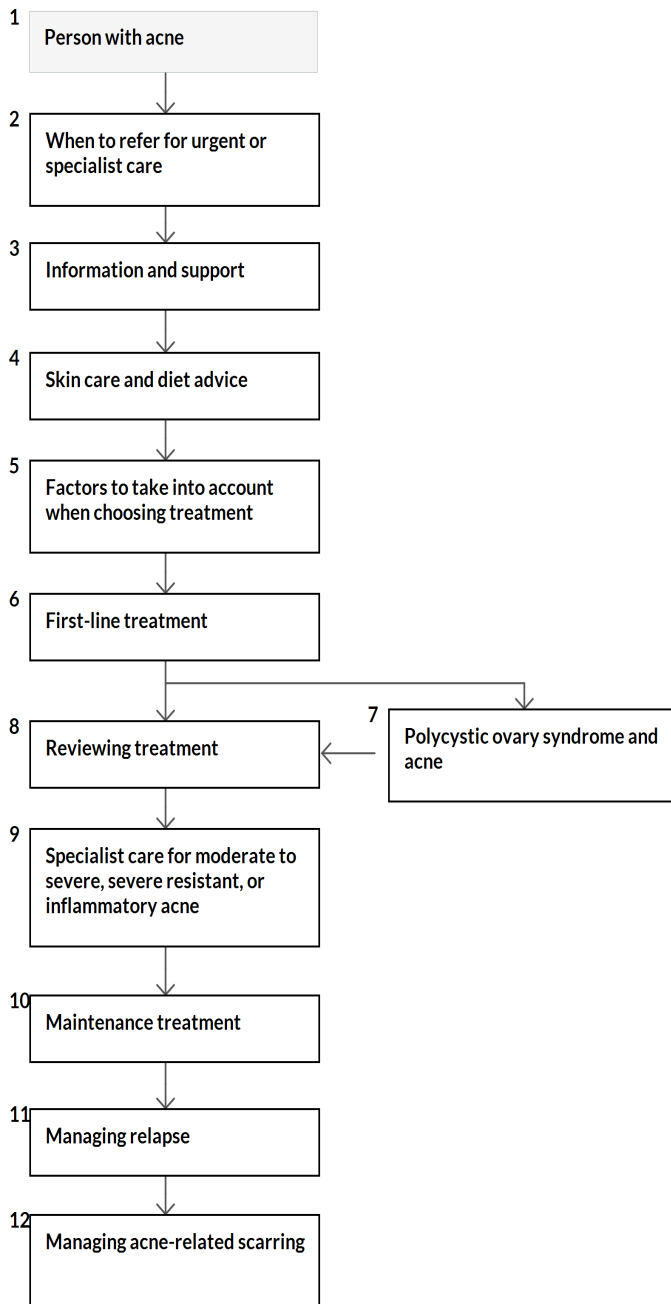 1
Person with acne
2
When to refer for urgent or
specialist care
3
Information and support
4
Skin care and diet advice
5
Factors to take into account
when choosing treatment
6
First-line treatment
7
Polycystic ovary syndrome and
acne
8
Reviewing treatment
9
Specialist care for moderate to
severe, severe resistant, or
inflammatory acne
10
Maintenance treatment
11
Managing relapse
12
Managing acne-related scarring